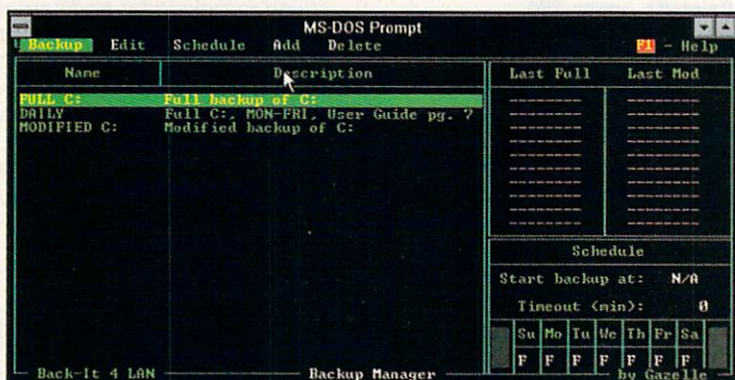 MS-DOS Prompt
Backup Edit Schedule Add Delete F1 - Help
Name Description Last Full Last Mod
FULL C: Full backup of C:
DAILY Full C:, MON-FRI, User Guide pg. 7
MODIFIED C: Modified backup of C:
Schedule
Start backup at: N/A
Timeout (min): 0
Su Mo Tu We Th Fr Sa
F F F F F F F
Back-It 4 LAN Backup Manager by Gazelle